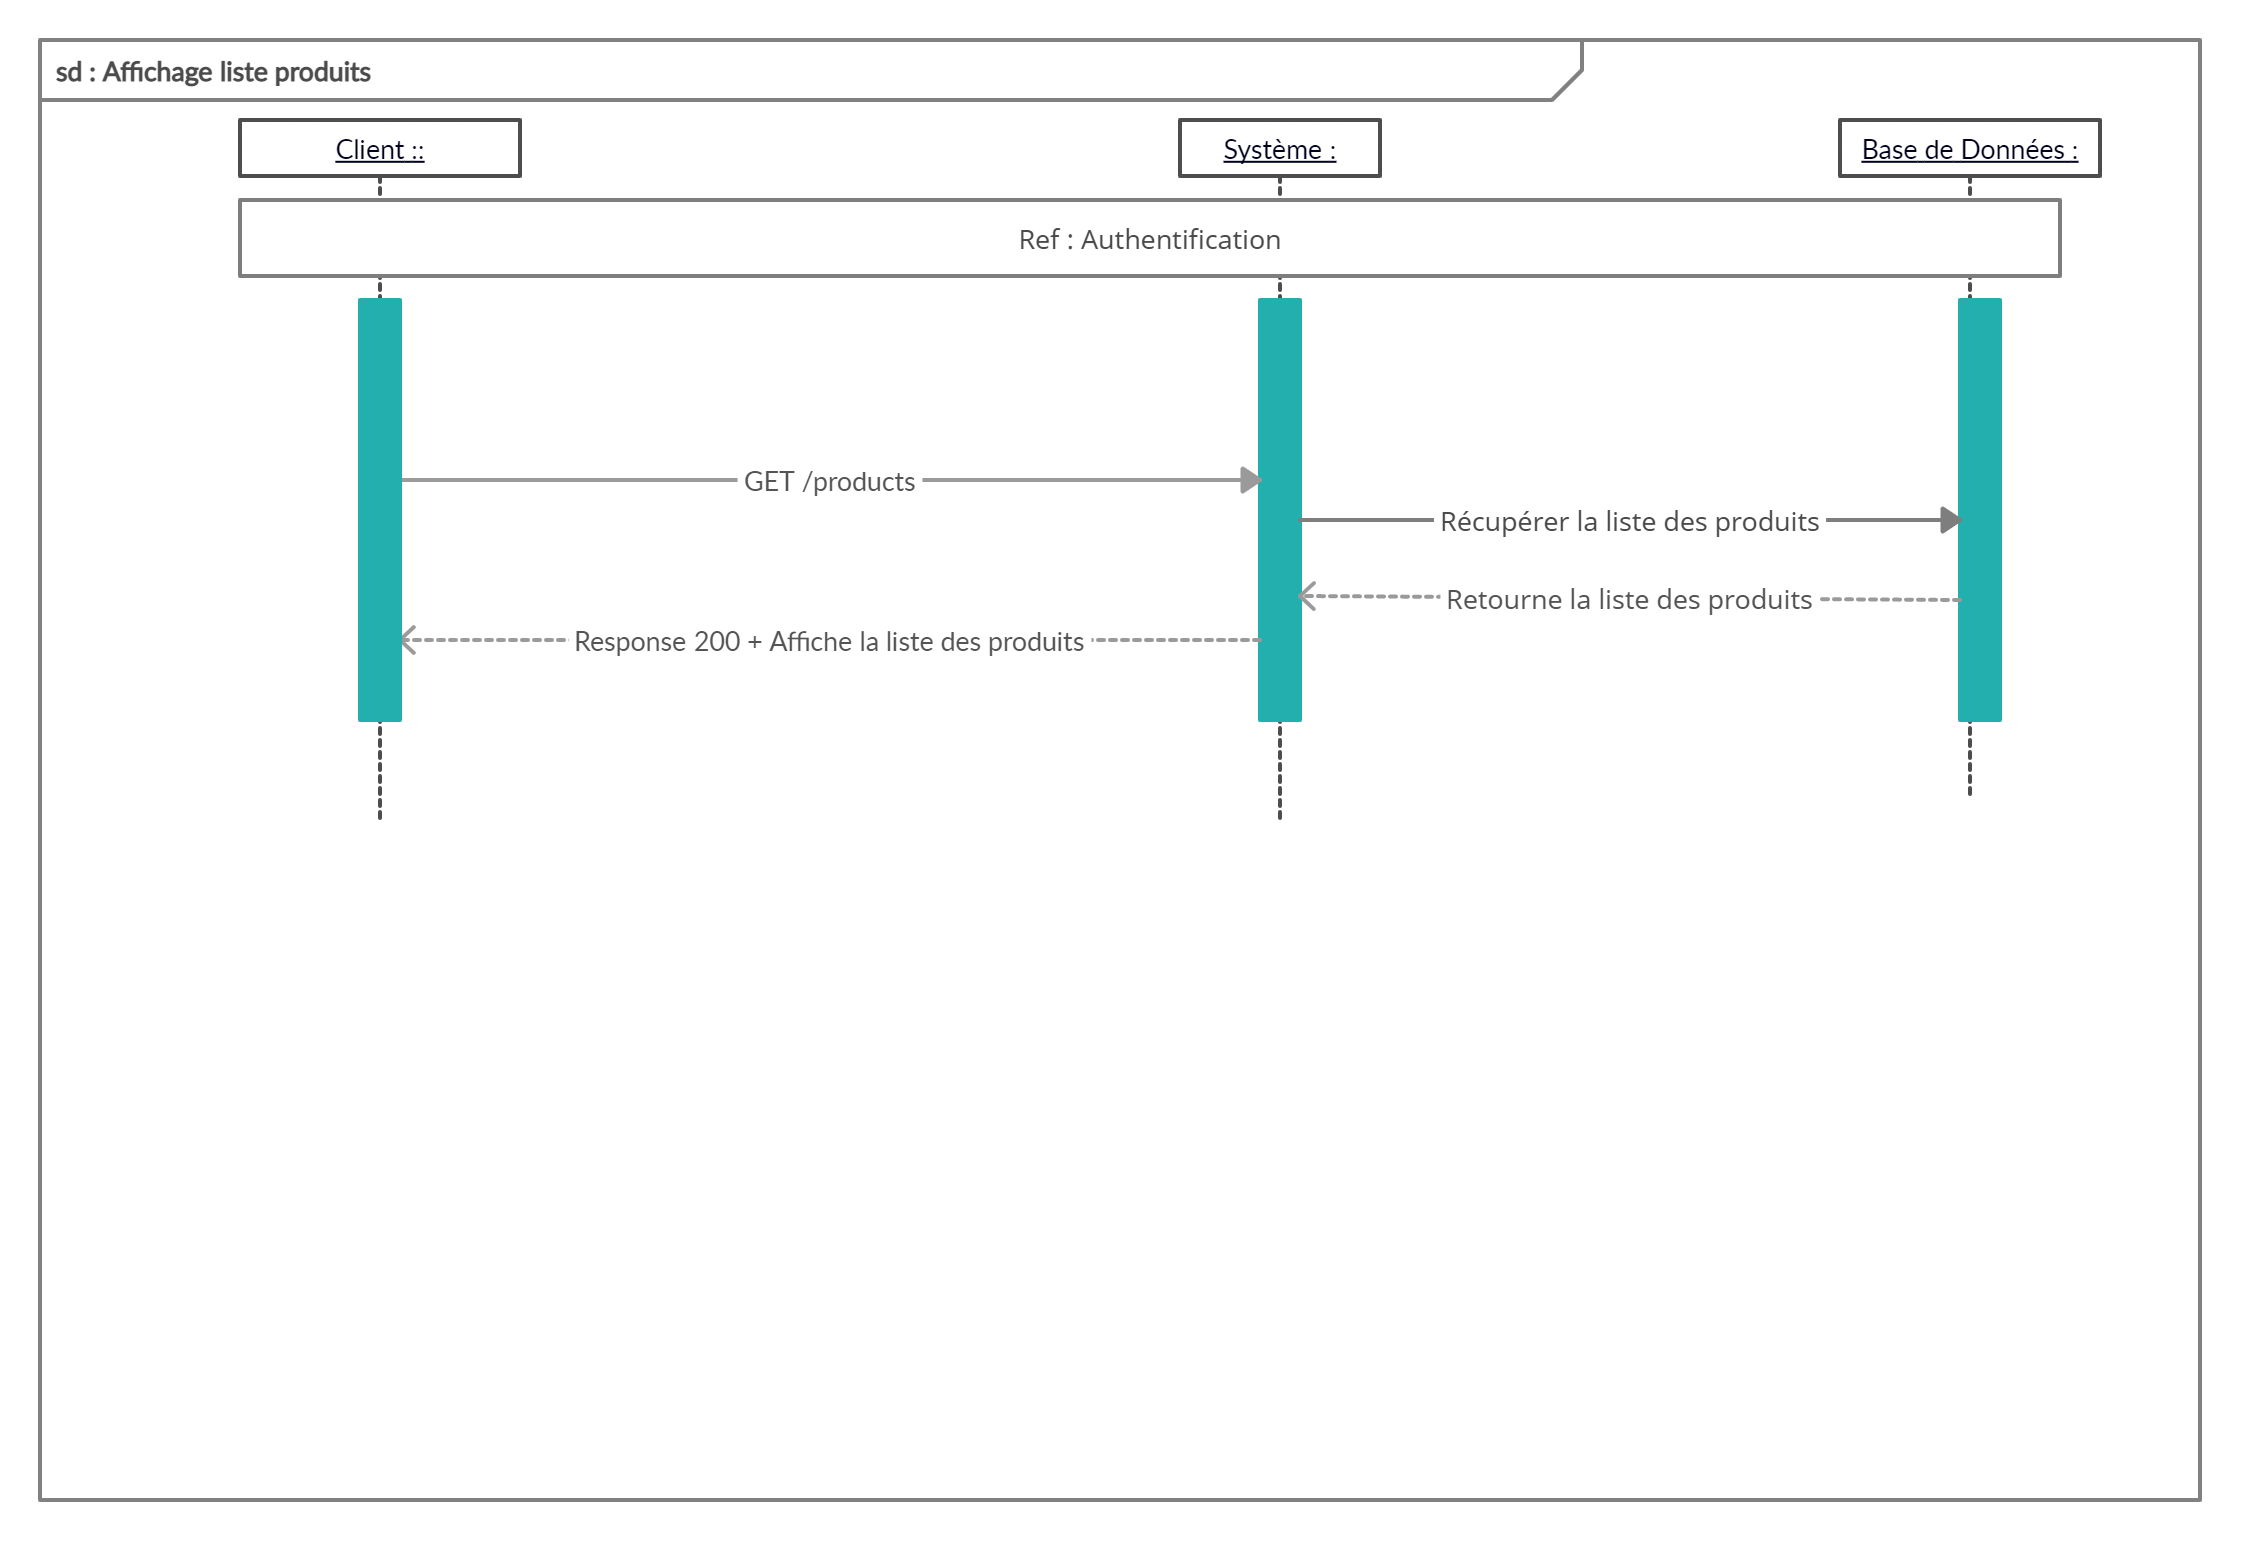 sd : Affichage liste produits
Client ::
Système :
Base de Données :
Ref : Authentification
GET /products
Récupérer la liste des produits
Retourne la liste des produits
Response 200 + Affiche la liste des produits